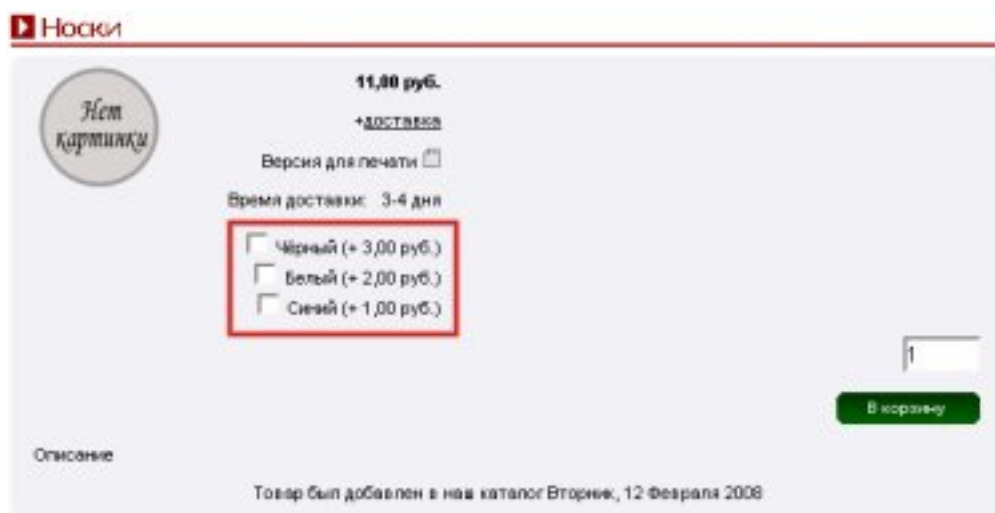 Носки
Нет
картинки
11,00 руб.
+доставка
Версия для печати
Время доставки: 3-4 дня
Чёрный (+ 3,00 руб.)
Белый (+ 2,00 руб.)
Синий (+ 1,00 руб.)
1
В корзину
Описание
Товар был добавлен в наш каталог Вторник, 12 Февраля 2008